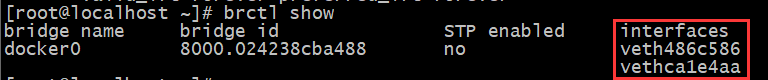 [root@localhost ~]# brctl show
bridge name bridge id STP enabled interfaces
docker0 8000.024238cba488 no veth486c586
vethca1e4aa